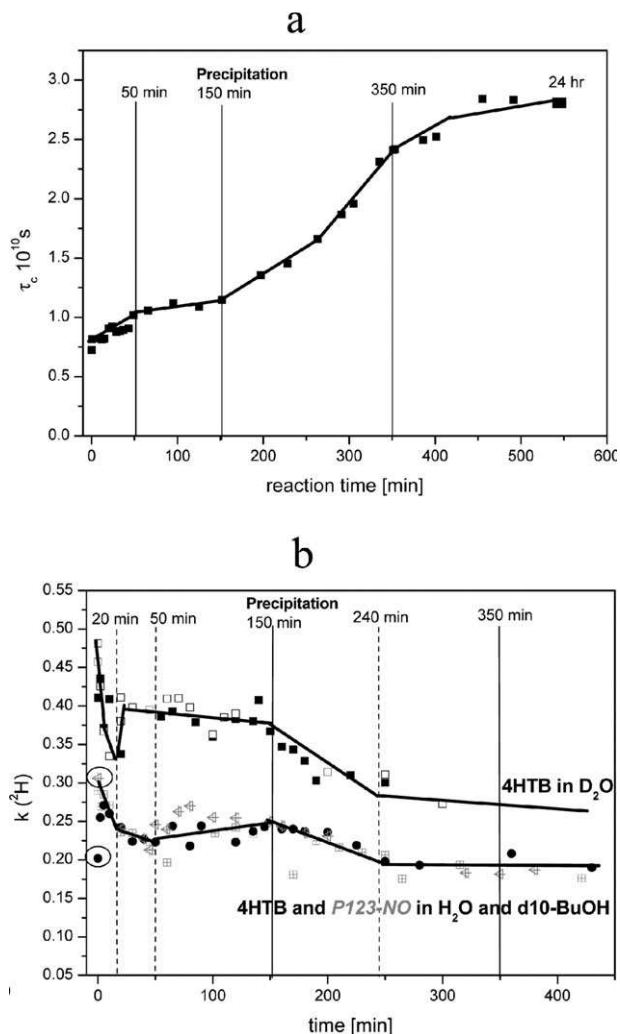 a
Precipitation
50 min
150 min
350 min
24 hr
3.0
2.5
2.0
1.5
1.0
0.5
0.0
τc 10^10s
0 100 200 300 400 500 600
reaction time [min]
b
Precipitation
20 min
50 min
150 min
240 min
350 min
0.55
0.50
0.45
0.40
0.35
0.30
0.25
0.20
0.15
0.10
0.05
k (²H)
4HTB in D₂O
4HTB and P123-NO in H₂O and d10-BuOH
0 100 200 300 400
time [min]